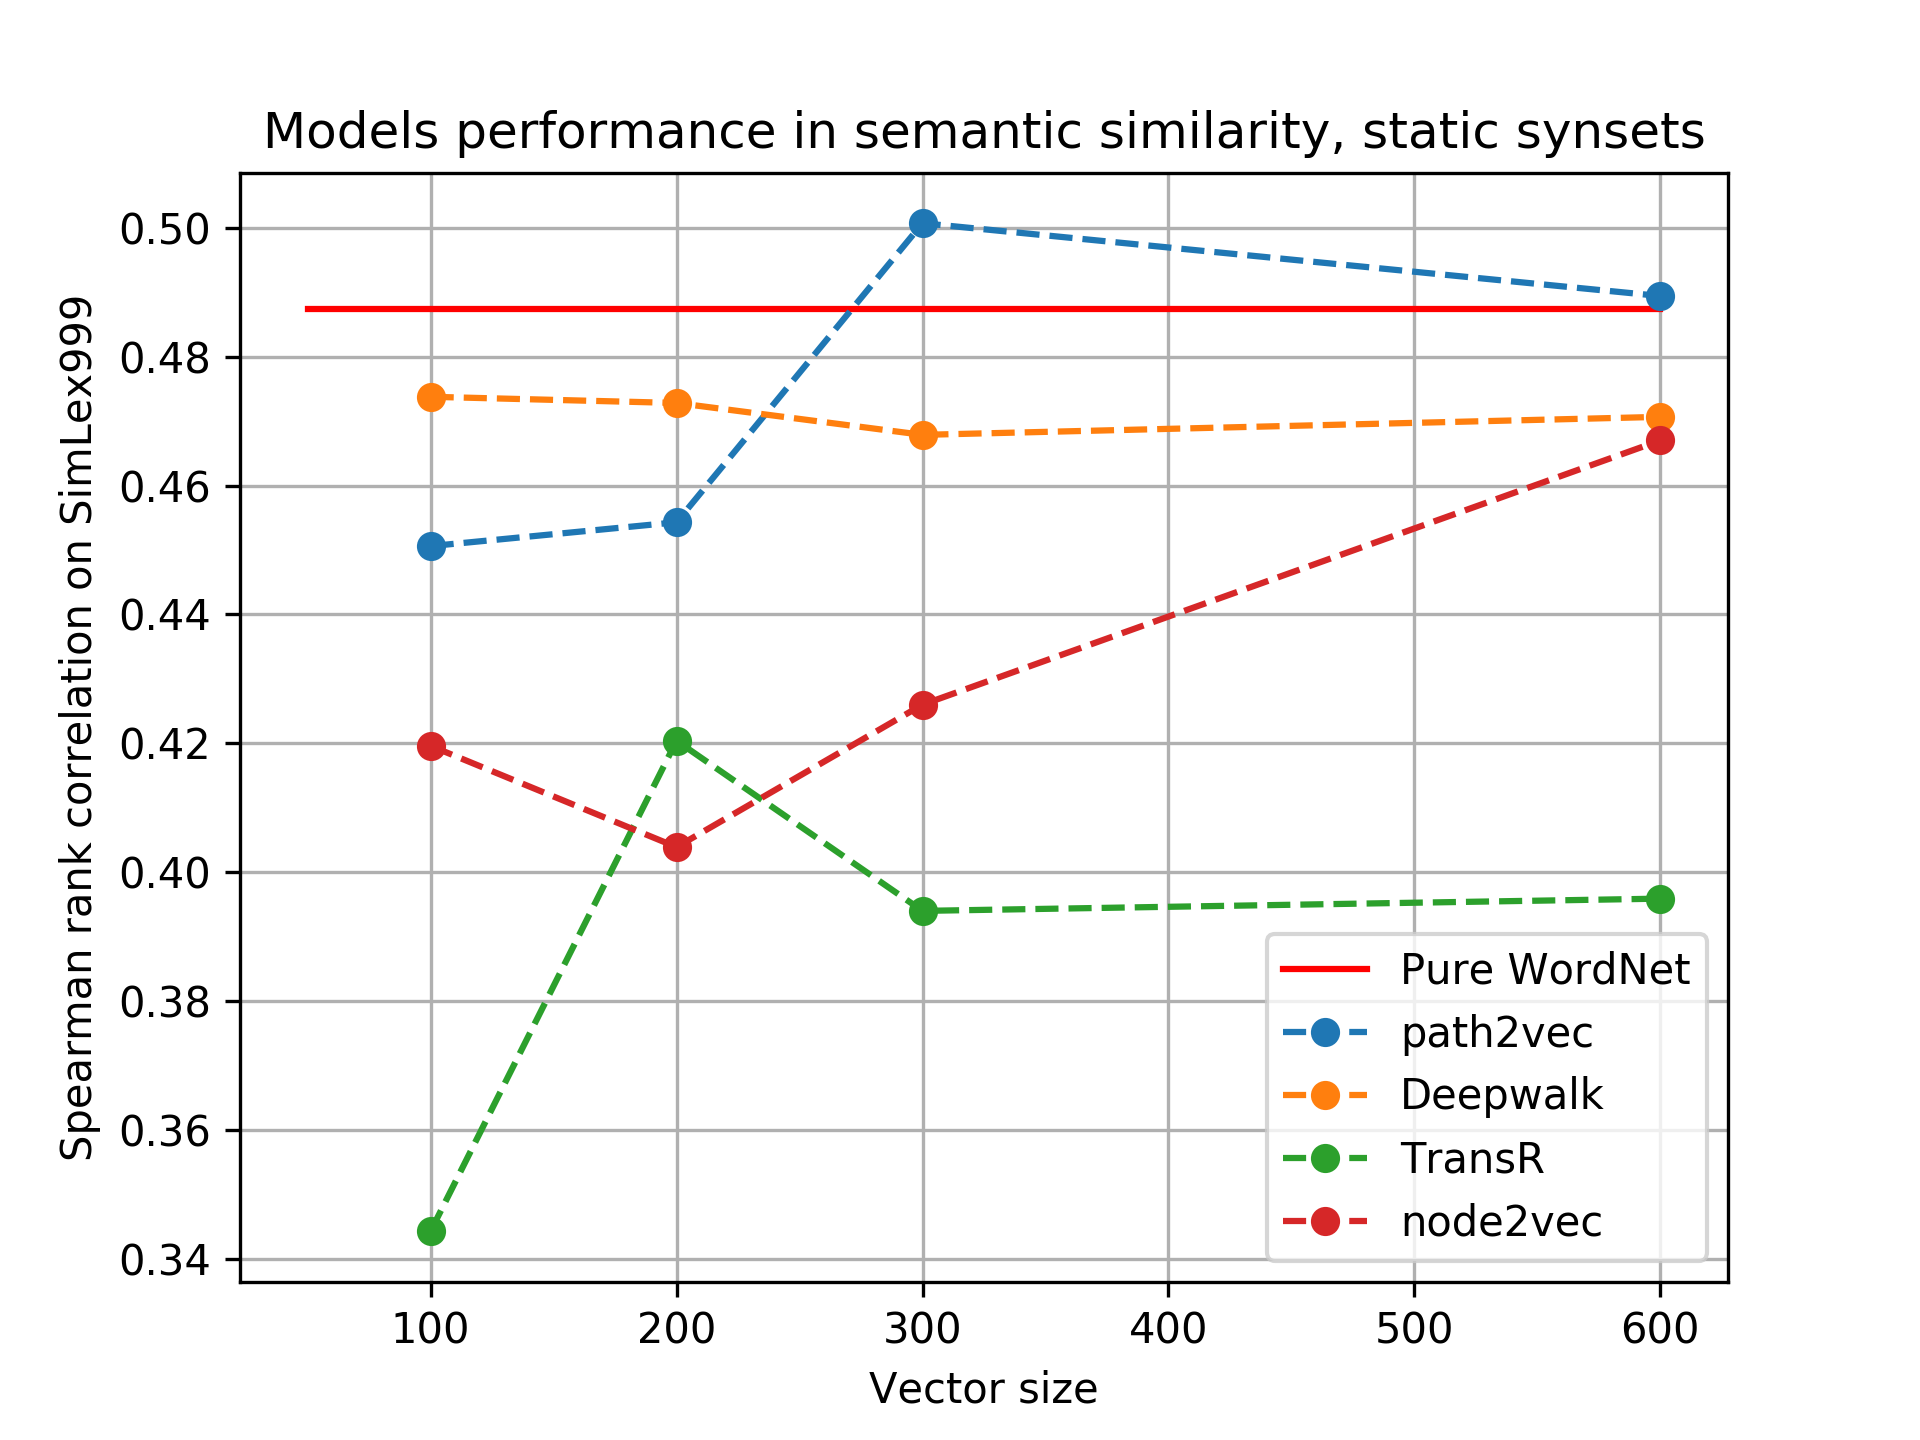 Models performance in semantic similarity, static synsets
Spearman rank correlation on SimLex999
0.50
0.48
0.46
0.44
0.42
0.40
0.38
0.36
0.34
Pure WordNet
path2vec
Deepwalk
TransR
node2vec
100 200 300 400 500 600
Vector size